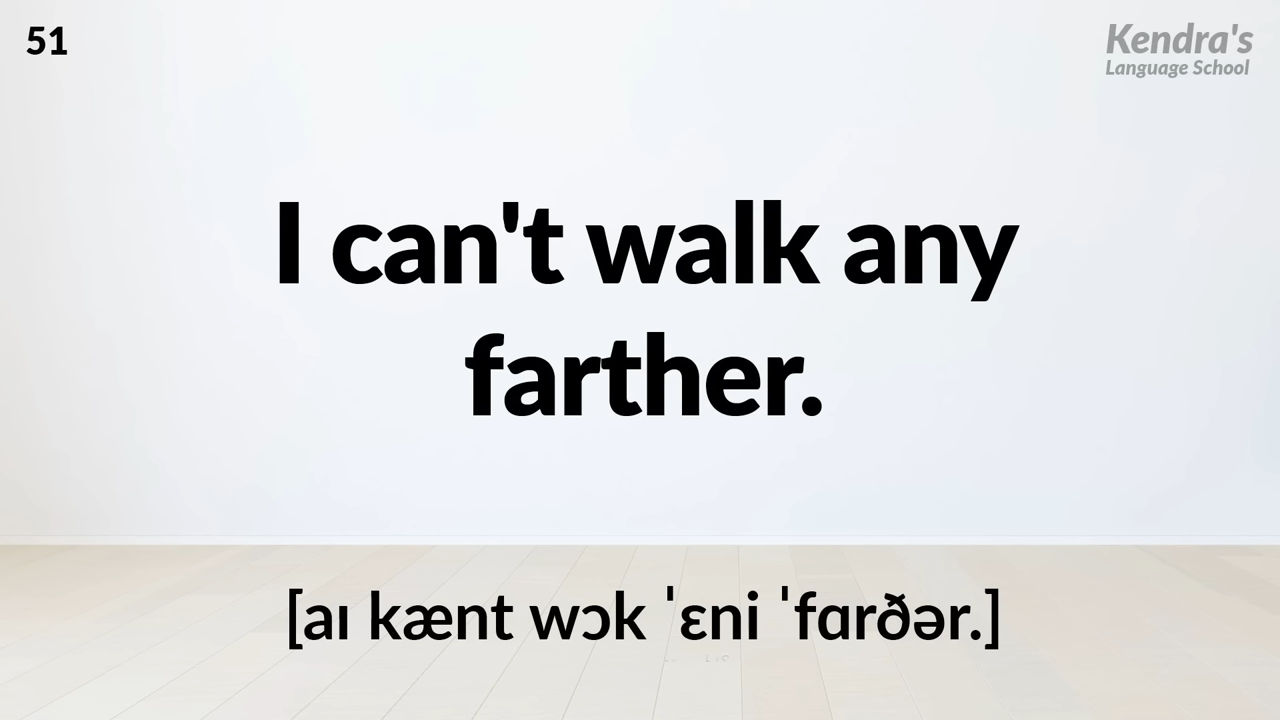 51
Kendra's
Language School
I can't walk any
farther.
[aɪ kænt wɔk ˈɛni ˈfɑrðər.]